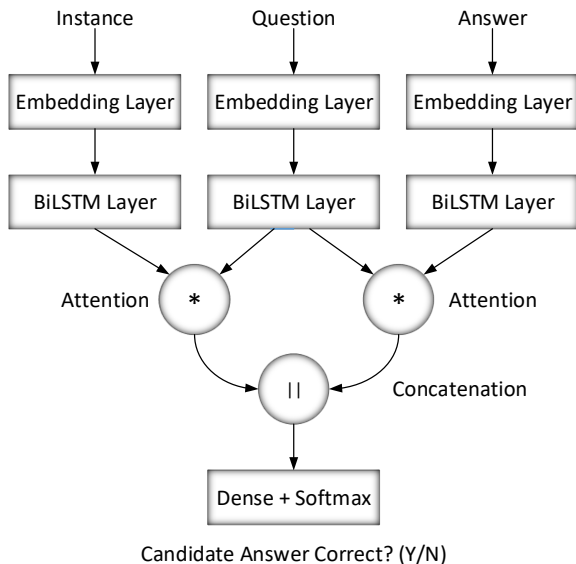 Instance Question Answer
Embedding Layer Embedding Layer Embedding Layer
BiLSTM Layer BiLSTM Layer BiLSTM Layer
Attention * * Attention
|| Concatenation
Dense + Softmax
Candidate Answer Correct? (Y/N)